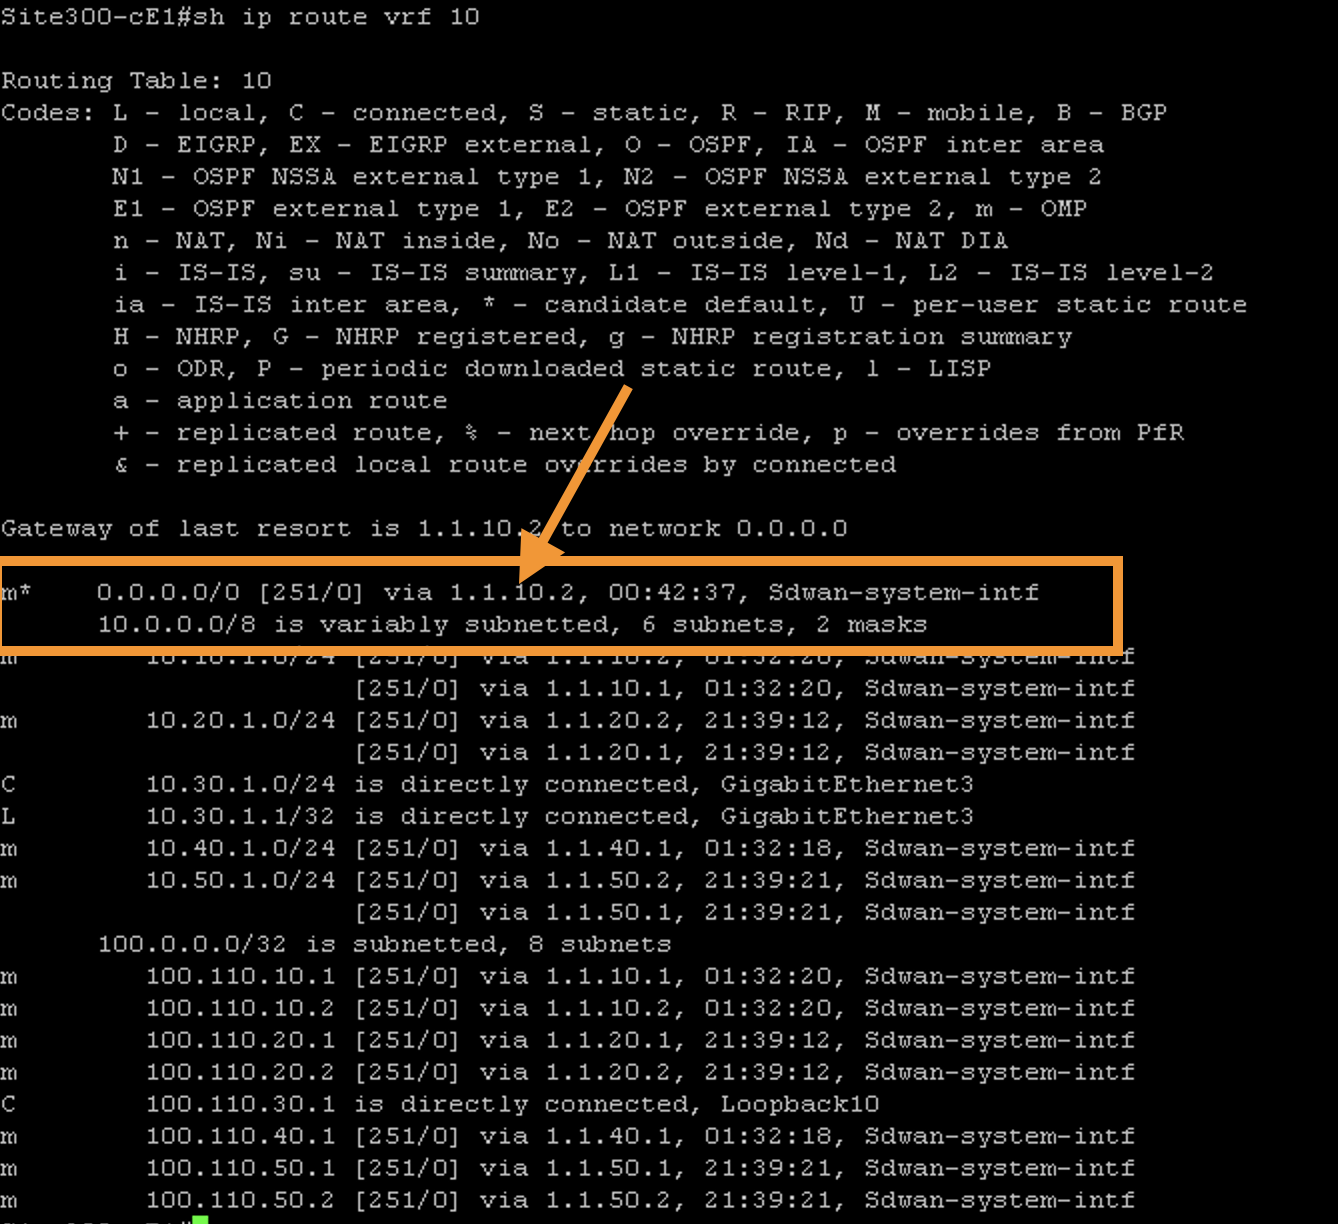 Site300-cE1#sh ip route vrf 10
Routing Table: 10
Codes: L - local, C - connected, S - static, R - RIP, M - mobile, B - BGP
D - EIGRP, EX - EIGRP external, O - OSPF, IA - OSPF inter area
N1 - OSPF NSSA external type 1, N2 - OSPF NSSA external type 2
E1 - OSPF external type 1, E2 - OSPF external type 2, m - OMP
n - NAT, Ni - NAT inside, No - NAT outside, Nd - NAT DIA
i - IS-IS, su - IS-IS summary, L1 - IS-IS level-1, L2 - IS-IS level-2
ia - IS-IS inter area, * - candidate default, U - per-user static route
H - NHRP, G - NHRP registered, g - NHRP registration summary
o - ODR, P - periodic downloaded static route, l - LISP
a - application route
+ - replicated route, % - next hop override, p - overrides from PfR
& - replicated local route overrides by connected
Gateway of last resort is 1.1.10.2 to network 0.0.0.0
m* 0.0.0.0/0 [251/0] via 1.1.10.2, 00:42:37, Sdwan-system-intf
10.0.0.0/8 is variably subnetted, 6 subnets, 2 masks
m 10.10.1.0/24 [251/0] via 1.1.10.2, 01:32:20, Sdwan-system-intf
[251/0] via 1.1.10.1, 01:32:20, Sdwan-system-intf
m 10.20.1.0/24 [251/0] via 1.1.20.2, 21:39:12, Sdwan-system-intf
[251/0] via 1.1.20.1, 21:39:12, Sdwan-system-intf
C 10.30.1.0/24 is directly connected, GigabitEthernet3
L 10.30.1.1/32 is directly connected, GigabitEthernet3
m 10.40.1.0/24 [251/0] via 1.1.40.1, 01:32:18, Sdwan-system-intf
m 10.50.1.0/24 [251/0] via 1.1.50.2, 21:39:21, Sdwan-system-intf
[251/0] via 1.1.50.1, 21:39:21, Sdwan-system-intf
100.0.0.0/32 is subnetted, 8 subnets
m 100.110.10.1 [251/0] via 1.1.10.1, 01:32:20, Sdwan-system-intf
m 100.110.10.2 [251/0] via 1.1.10.2, 01:32:20, Sdwan-system-intf
m 100.110.20.1 [251/0] via 1.1.20.1, 21:39:12, Sdwan-system-intf
m 100.110.20.2 [251/0] via 1.1.20.2, 21:39:12, Sdwan-system-intf
C 100.110.30.1 is directly connected, Loopback10
m 100.110.40.1 [251/0] via 1.1.40.1, 01:32:18, Sdwan-system-intf
m 100.110.50.1 [251/0] via 1.1.50.1, 21:39:21, Sdwan-system-intf
m 100.110.50.2 [251/0] via 1.1.50.2, 21:39:21, Sdwan-system-intf